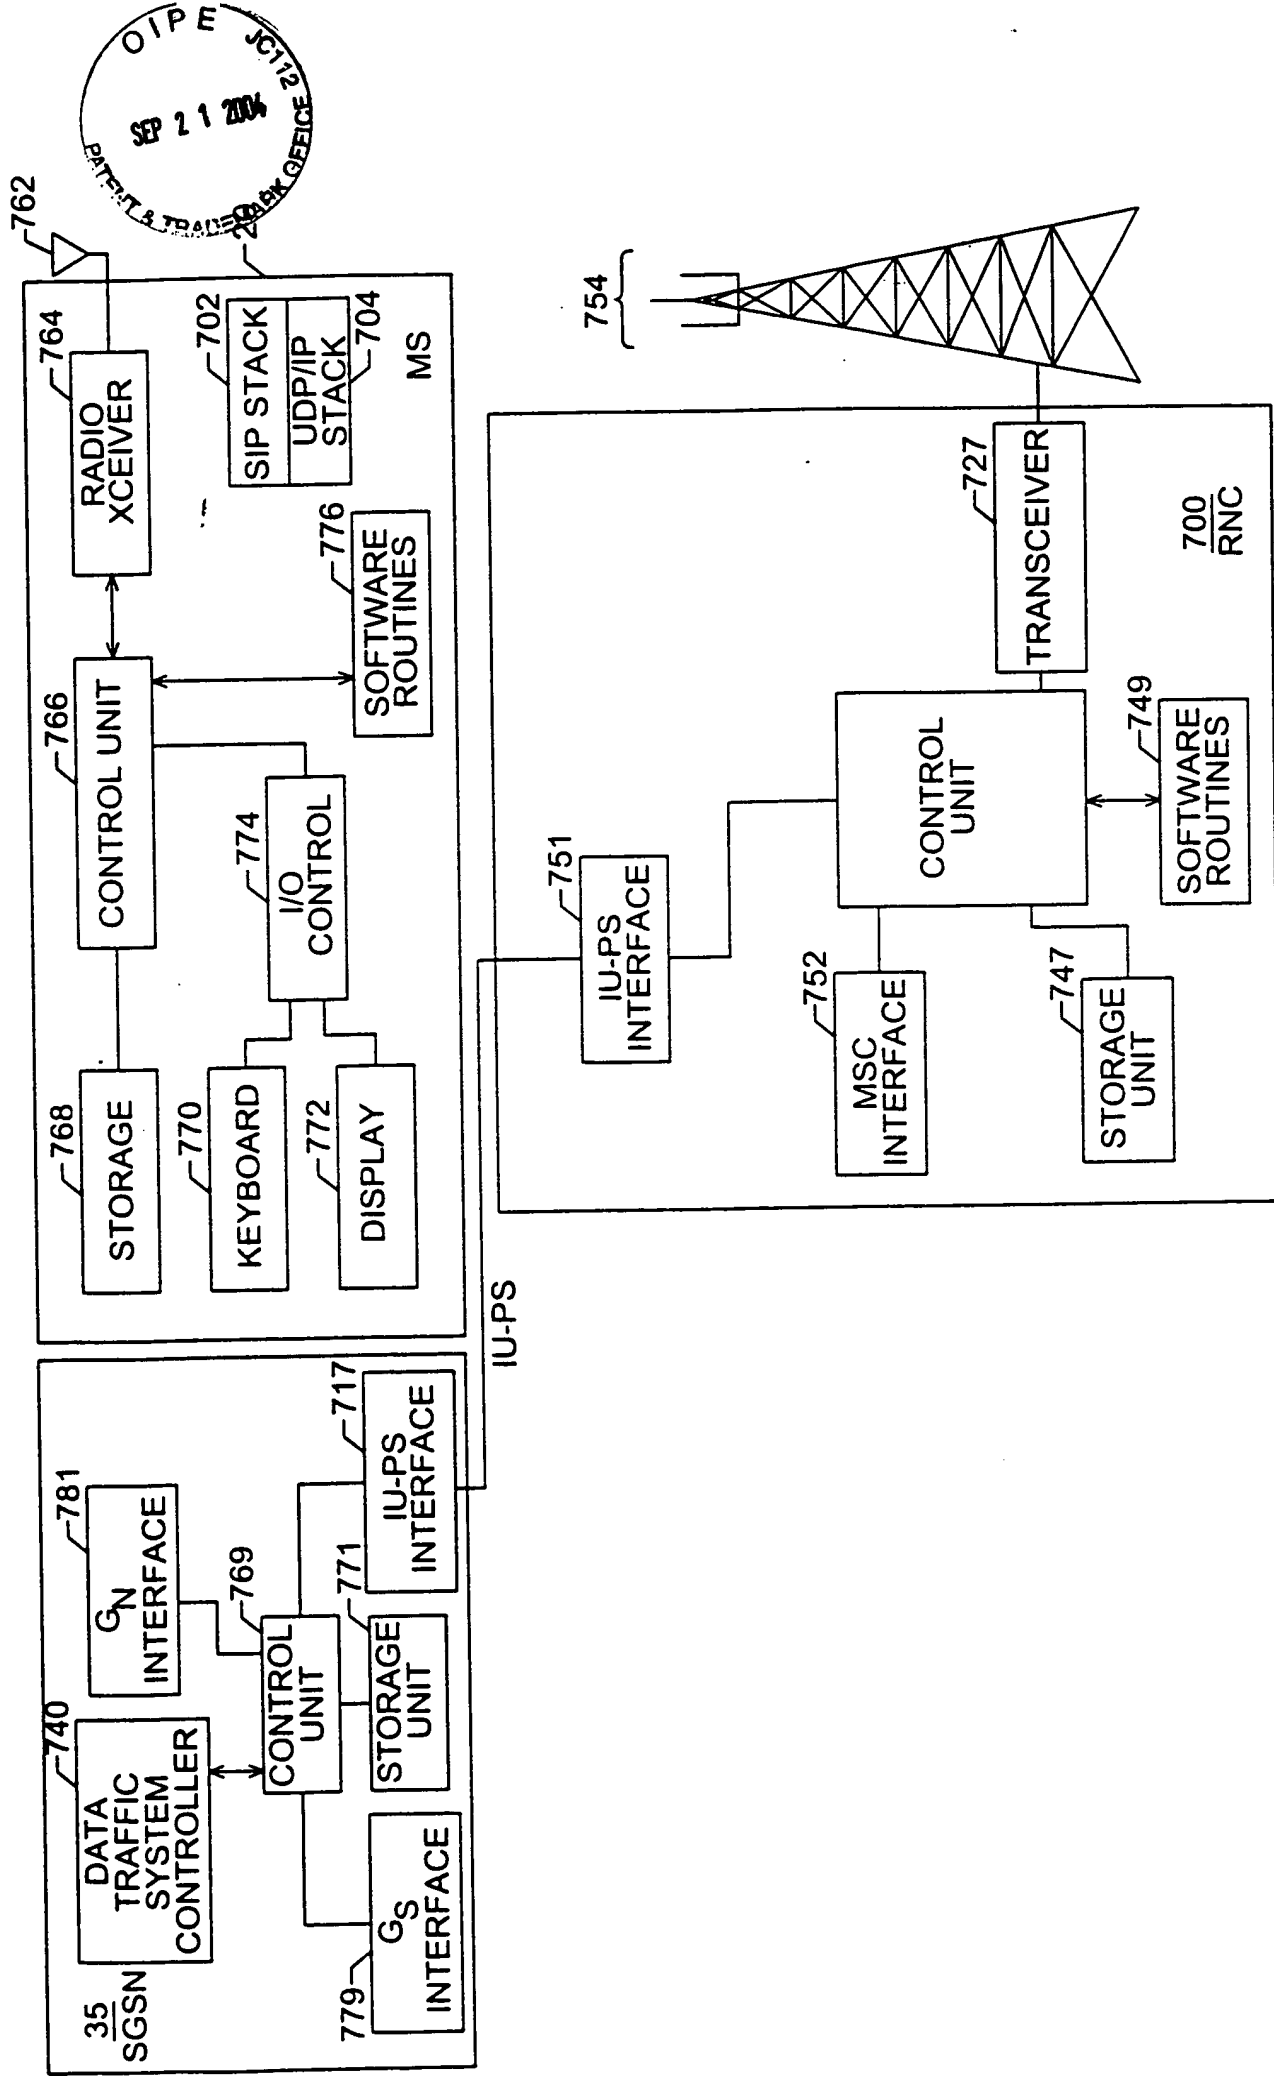 35
SGSN
740
DATA
TRAFFIC
SYSTEM
CONTROLLER
781
GN
INTERFACE
769
CONTROL
UNIT
779
GS
INTERFACE
771
STORAGE
UNIT
717
IU-PS
INTERFACE
IU-PS
768
STORAGE
766
CONTROL UNIT
764
RADIO
XCEIVER
762
770
KEYBOARD
774
I/O
CONTROL
772
DISPLAY
776
SOFTWARE
ROUTINES
702
SIP STACK
UDP/IP
STACK
704
MS
OIPE JC112
SEP 21 2004
PATENT & TRADEMARK OFFICE
751
IU-PS
INTERFACE
754
752
MSC
INTERFACE
CONTROL
UNIT
727
TRANSCEIVER
747
STORAGE
UNIT
749
SOFTWARE
ROUTINES
700
RNC